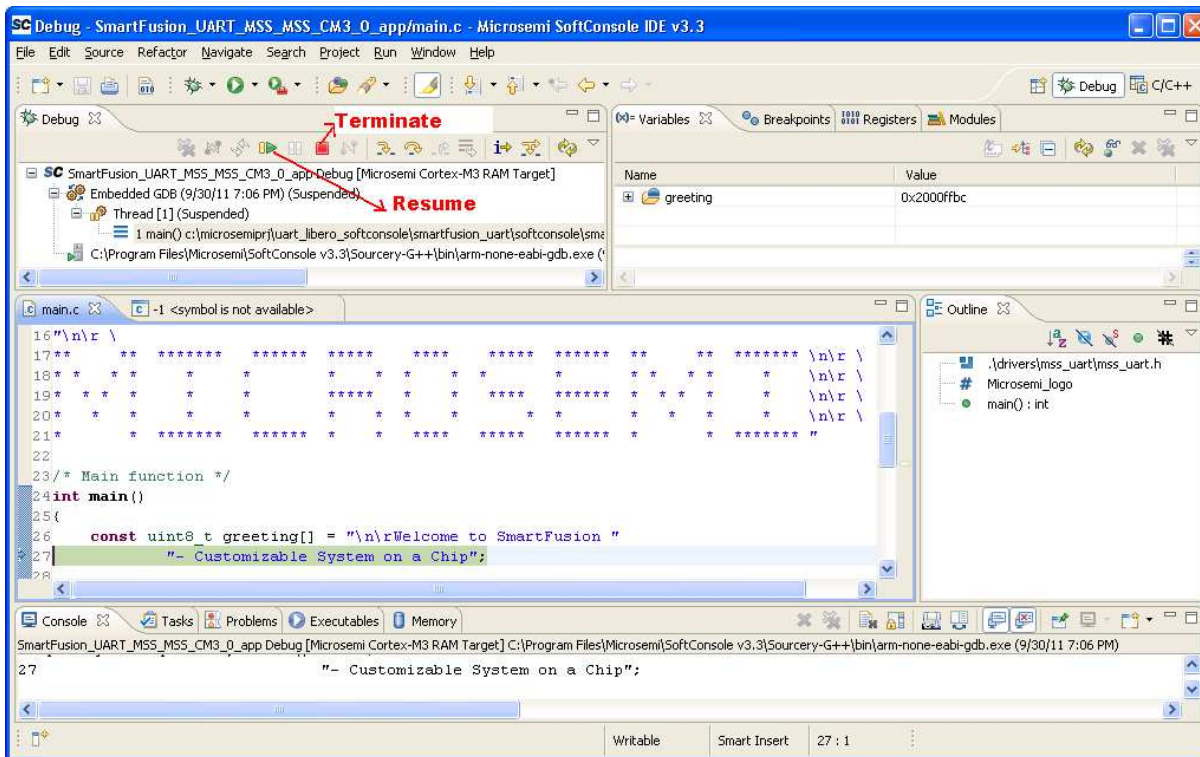 SC Debug - SmartFusion_UART_MSS_MSS_CM3_0_app/main.c - Microsemi SoftConsole IDE v3.3
File Edit Source Refactor Navigate Search Project Run Window Help
Debug C/C++
Debug
Terminate
Resume
SC SmartFusion_UART_MSS_MSS_CM3_0_app Debug [Microsemi Cortex-M3 RAM Target]
Embedded GDB (9/30/11 7:06 PM) (Suspended)
Thread [1] (Suspended)
1 main() c:\microsemiprj\uart_libero_softconsole\smartfusion_uart\softconsole\sma
C:\Program Files\Microsemi\SoftConsole v3.3\Sourcery-G++\bin\arm-none-eabi-gdb.exe (
(x)= Variables Breakpoints 1010 0101 Registers Modules
Name Value
greeting 0x2000ffbc
main.c -1 <symbol is not available>
16 "\n\r \
17 ** ** ******* ****** ***** **** ***** ****** ** ** ******* \n\r \
18 * * * * * * * * * * * * * * * * * \n\r \
19 * * * * * * ***** * * **** ****** * * * * * \n\r \
20 * * * * * * * * * * * * * * * \n\r \
21 * * ******* ****** * * **** ***** ****** * * ******* "
22
23 /* Main function */
24 int main()
25 {
26 const uint8_t greeting[] = "\n\rWelcome to SmartFusion "
27 "- Customizable System on a Chip";
28
Outline
.\drivers\mss_uart\mss_uart.h
# Microsemi_logo
main() : int
Console Tasks Problems Executables Memory
SmartFusion_UART_MSS_MSS_CM3_0_app Debug [Microsemi Cortex-M3 RAM Target] C:\Program Files\Microsemi\SoftConsole v3.3\Sourcery-G++\bin\arm-none-eabi-gdb.exe (9/30/11 7:06 PM)
27 "- Customizable System on a Chip";
Writable Smart Insert 27 : 1